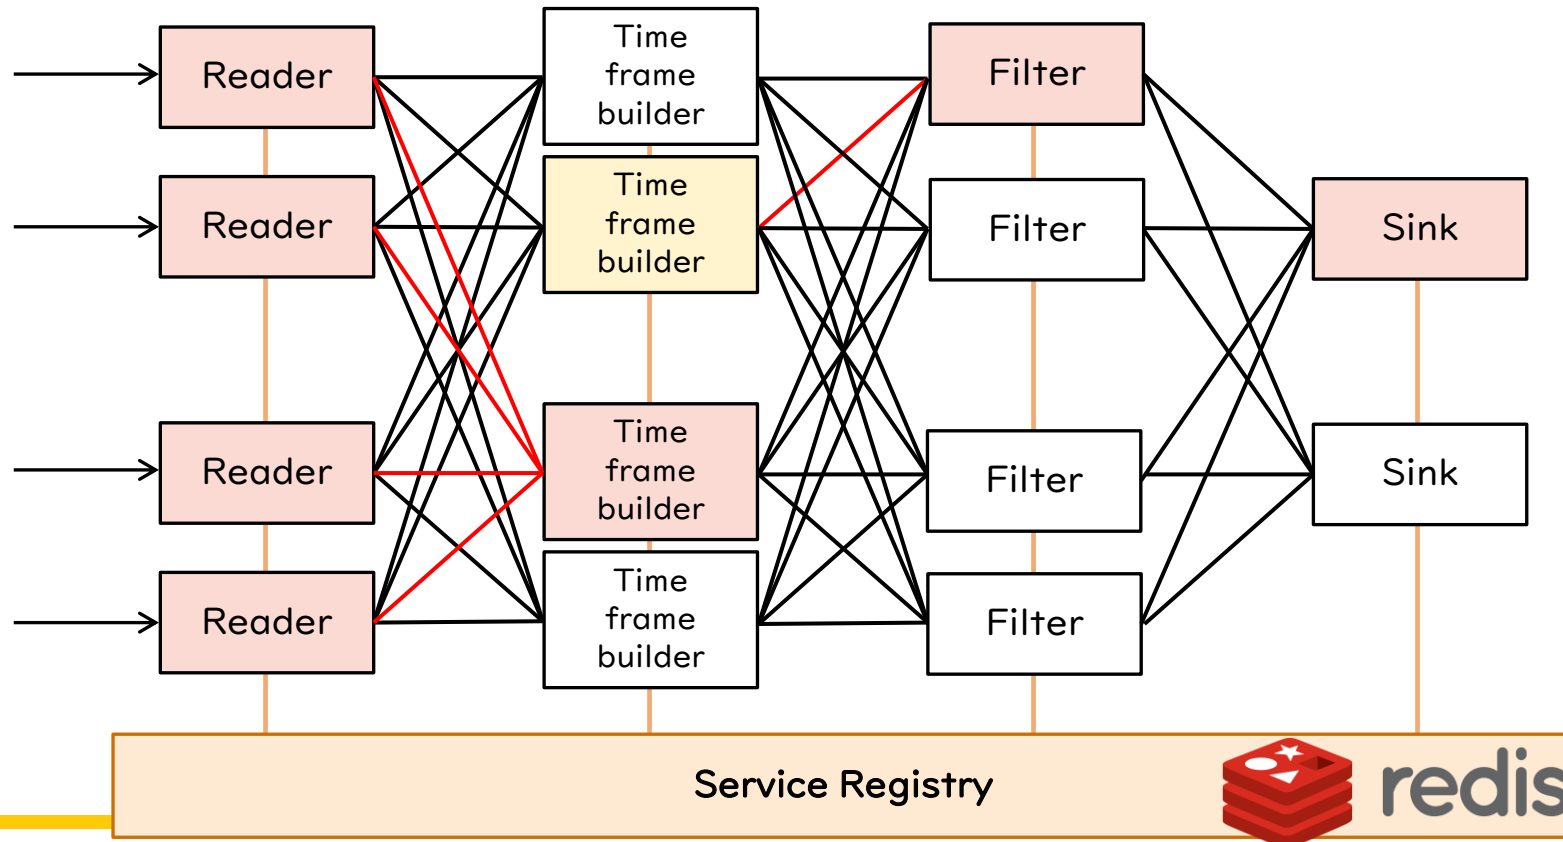 Reader
Reader
Reader
Reader
Time
frame
builder
Time
frame
builder
Time
frame
builder
Time
frame
builder
Filter
Filter
Filter
Filter
Sink
Sink
Service Registry
redis